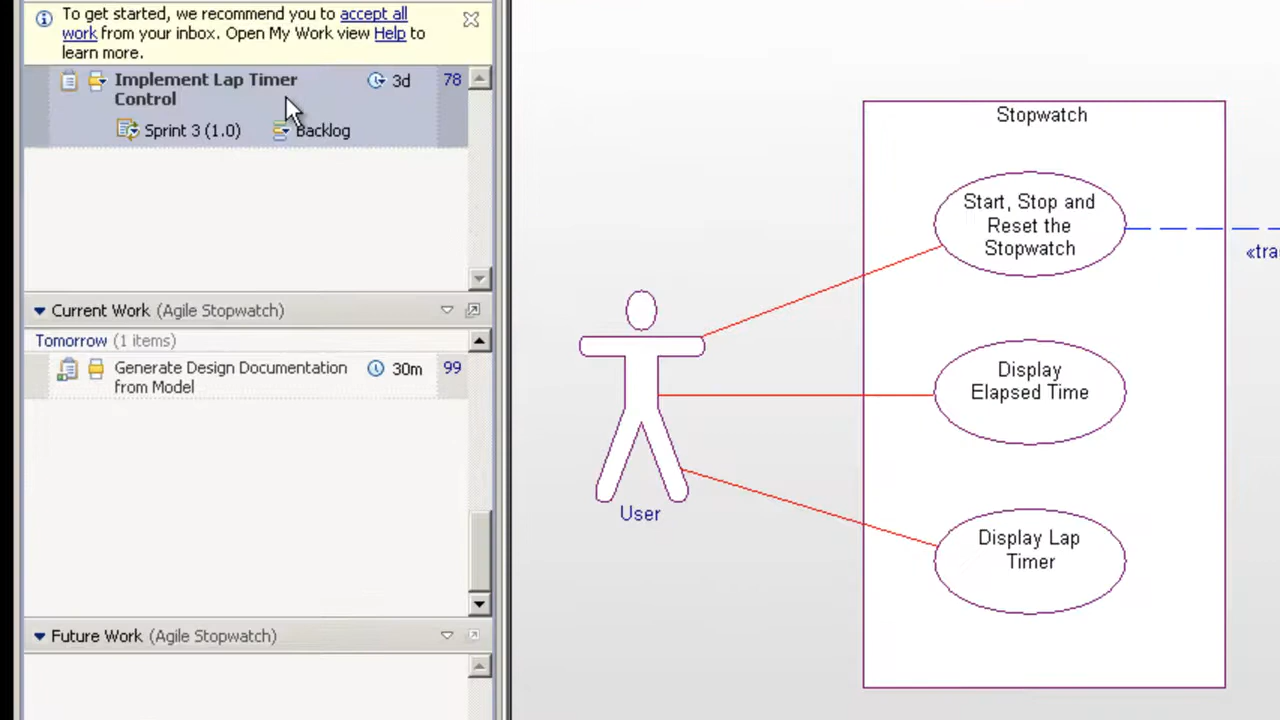 To get started, we recommend you to accept all
work from your inbox. Open My Work view Help to
learn more.
Implement Lap Timer
Control
3d
78
Sprint 3 (1.0)
Backlog
Current Work (Agile Stopwatch)
Tomorrow (1 items)
Generate Design Documentation
from Model
30m
99
Future Work (Agile Stopwatch)
Stopwatch
Start, Stop and
Reset the
Stopwatch
Display
Elapsed Time
Display Lap
Timer
User
«tra